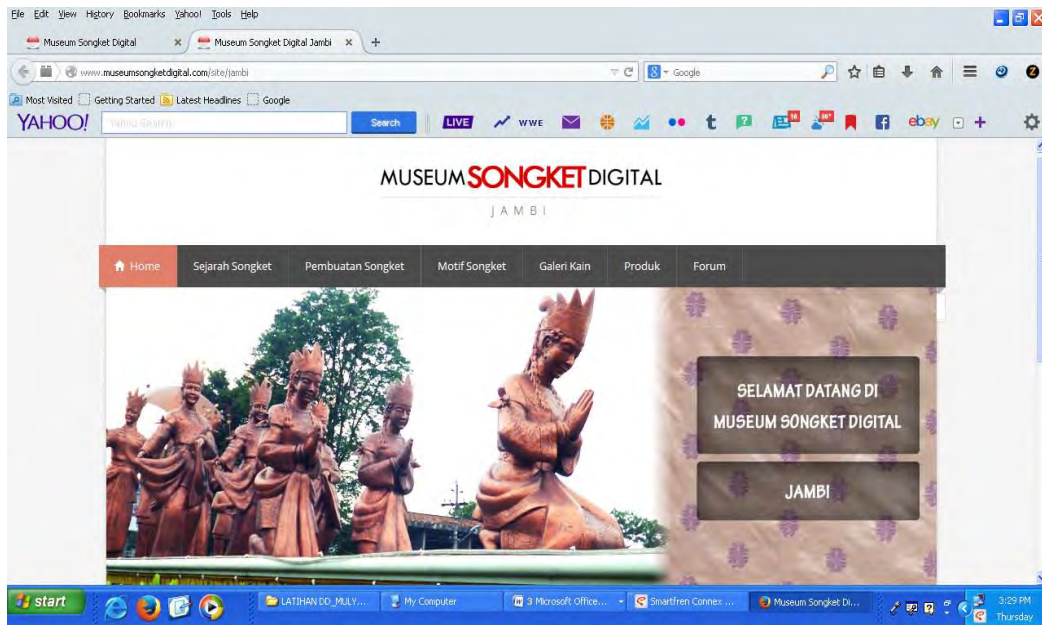 File Edit View History Bookmarks Yahoo! Tools Help
Museum Songket Digital × Museum Songket Digital Jambi × +
www.museumsongketdigital.com/site/jambi Google
Most Visited Getting Started Latest Headlines Google
YAHOO! Yahoo Search Search LIVE WWE ebay
MUSEUM SONGKET DIGITAL
JAMBI
Home Sejarah Songket Pembuatan Songket Motif Songket Galeri Kain Produk Forum
SELAMAT DATANG DI
MUSEUM SONGKET DIGITAL
JAMBI
start LATIHAN DD_MULY... My Computer 3 Microsoft Office... Smartfren Connex ... Museum Songket Di... 3:29 PM
Thursday